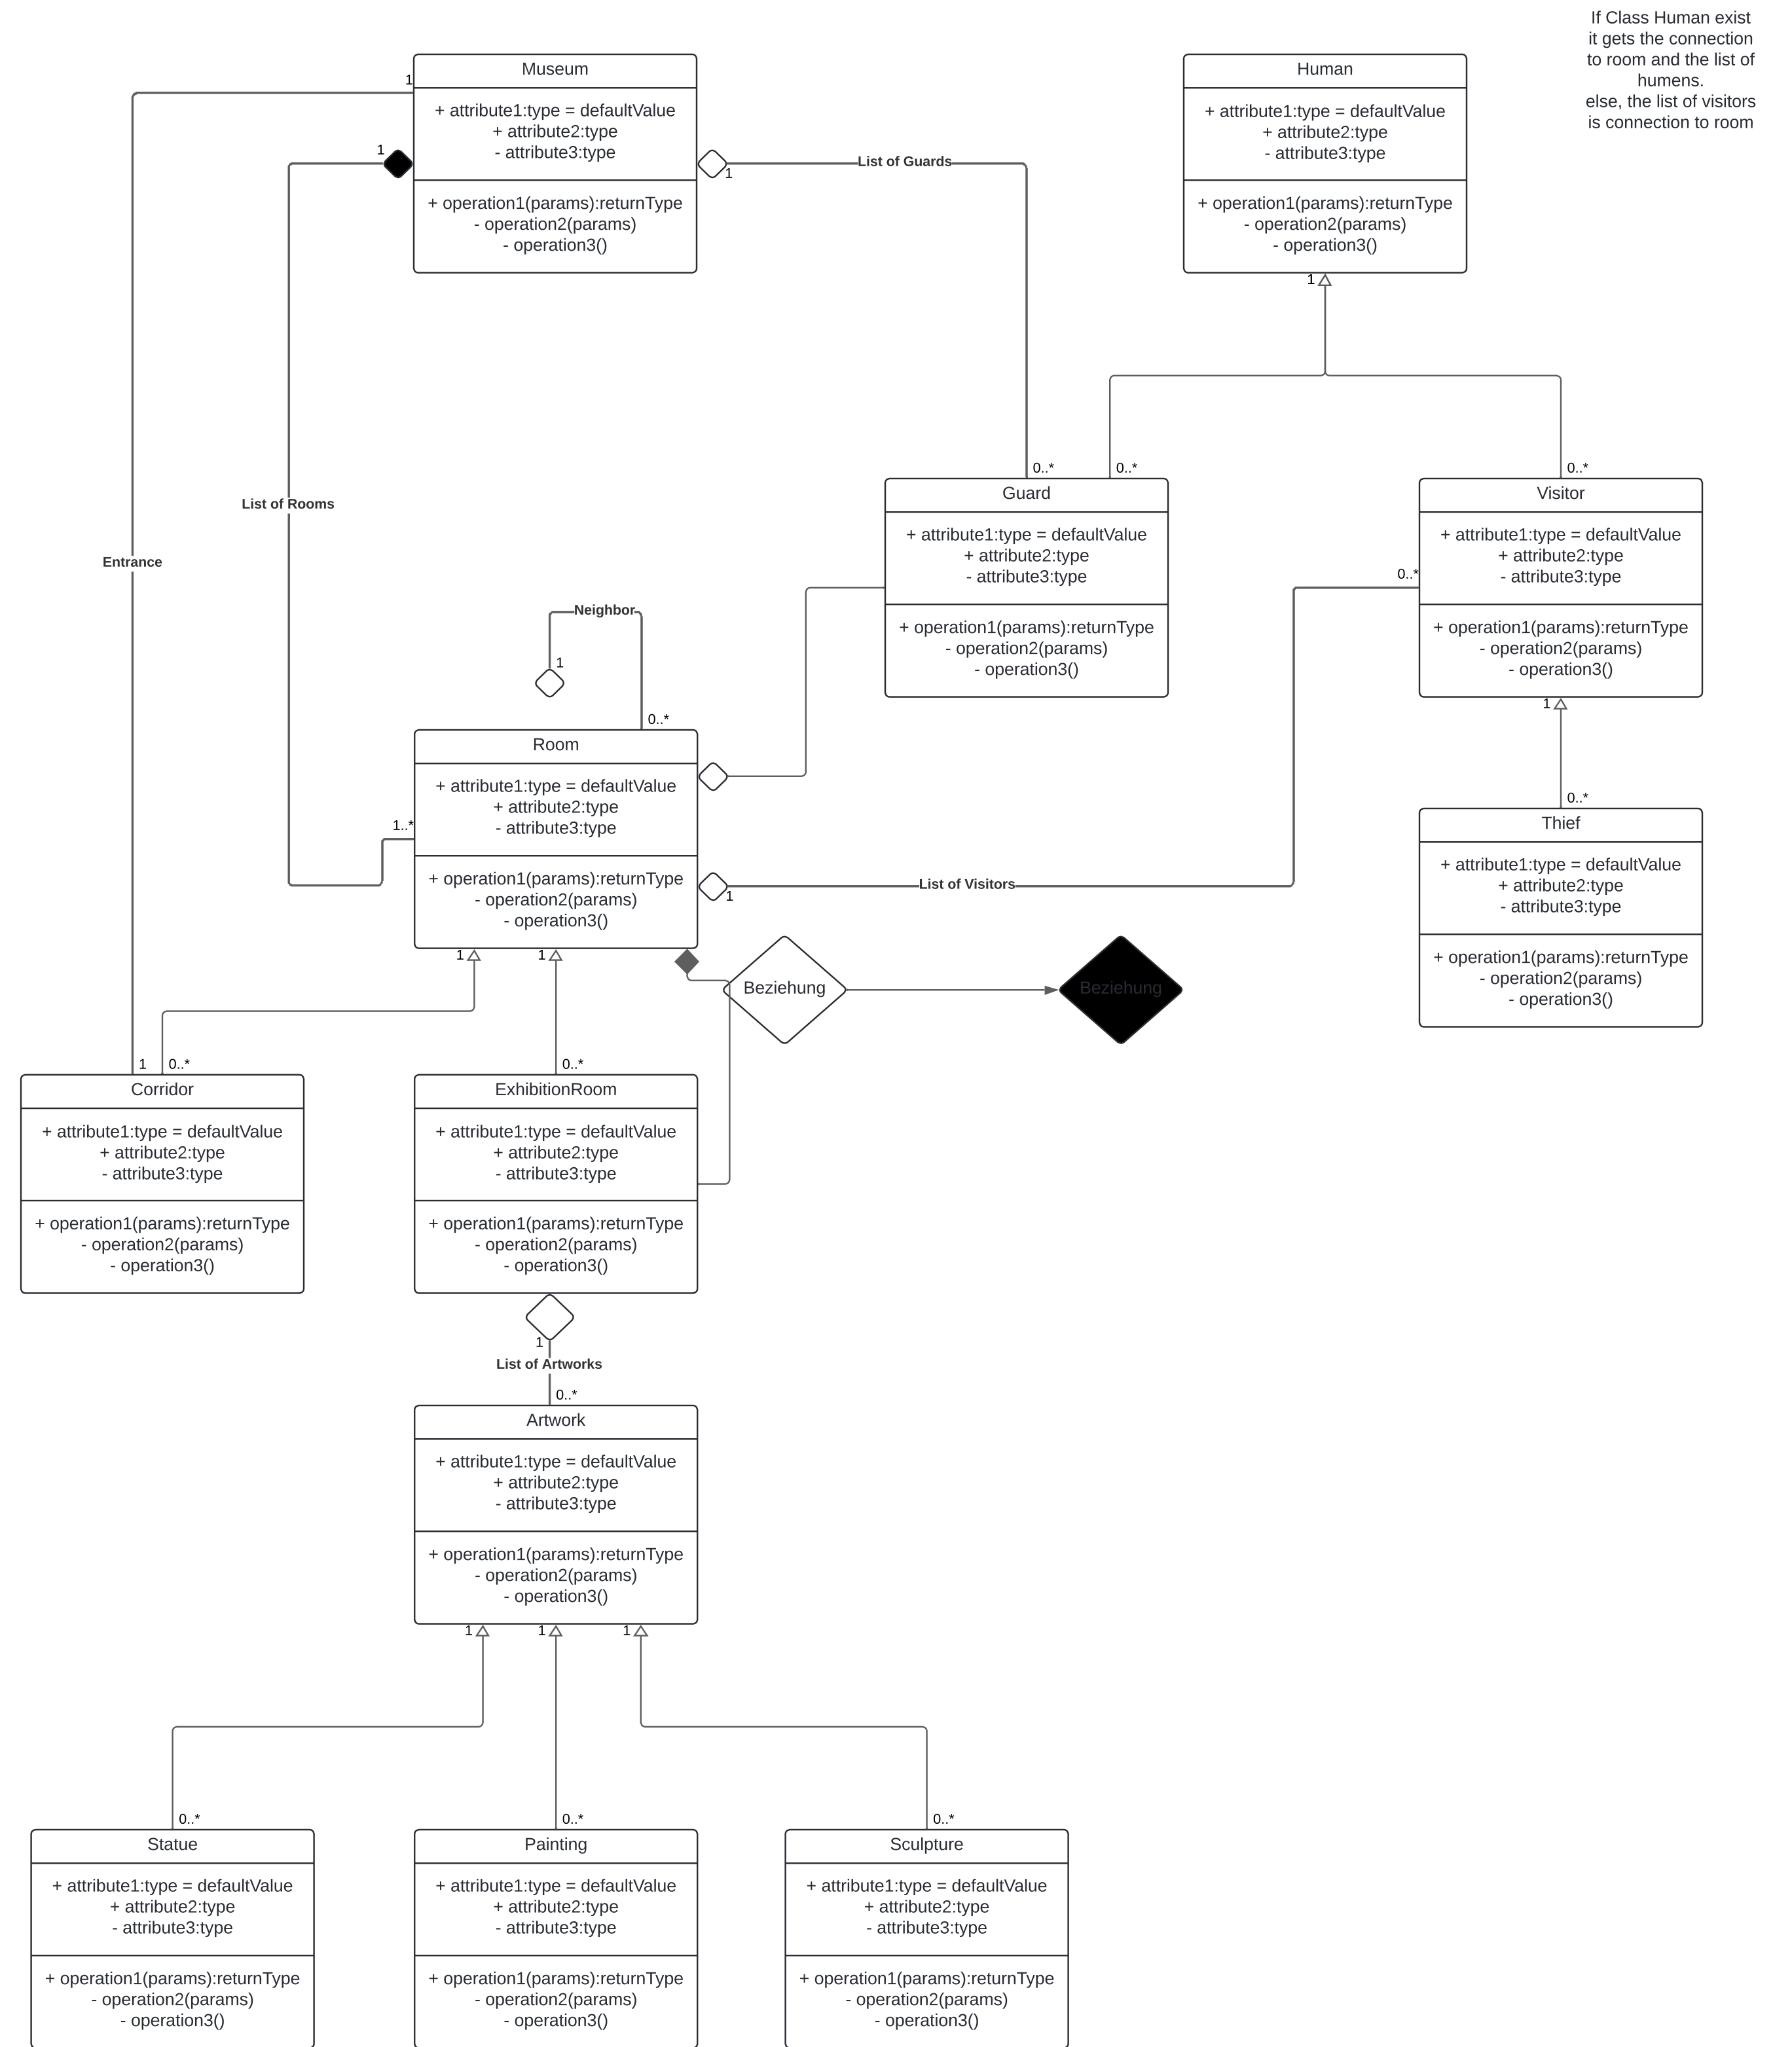 If Class Human exist
it gets the connection
to room and the list of
humens.
else, the list of visitors
is connection to room
Museum
+ attribute1:type = defaultValue
+ attribute2:type
- attribute3:type
+ operation1(params):returnType
- operation2(params)
- operation3()
1
1
1
List of Guards
Human
+ attribute1:type = defaultValue
+ attribute2:type
- attribute3:type
+ operation1(params):returnType
- operation2(params)
- operation3()
1
0..*
0..*
0..*
List of Rooms
Entrance
Guard
+ attribute1:type = defaultValue
+ attribute2:type
- attribute3:type
+ operation1(params):returnType
- operation2(params)
- operation3()
Visitor
+ attribute1:type = defaultValue
+ attribute2:type
- attribute3:type
+ operation1(params):returnType
- operation2(params)
- operation3()
0..*
1
Neighbor
1
0..*
Room
+ attribute1:type = defaultValue
+ attribute2:type
- attribute3:type
+ operation1(params):returnType
- operation2(params)
- operation3()
1..*
1
List of Visitors
1
1
0..*
Thief
+ attribute1:type = defaultValue
+ attribute2:type
- attribute3:type
+ operation1(params):returnType
- operation2(params)
- operation3()
Beziehung
Beziehung
1
0..*
0..*
Corridor
+ attribute1:type = defaultValue
+ attribute2:type
- attribute3:type
+ operation1(params):returnType
- operation2(params)
- operation3()
ExhibitionRoom
+ attribute1:type = defaultValue
+ attribute2:type
- attribute3:type
+ operation1(params):returnType
- operation2(params)
- operation3()
1
List of Artworks
0..*
Artwork
+ attribute1:type = defaultValue
+ attribute2:type
- attribute3:type
+ operation1(params):returnType
- operation2(params)
- operation3()
1
1
1
0..*
0..*
0..*
Statue
+ attribute1:type = defaultValue
+ attribute2:type
- attribute3:type
+ operation1(params):returnType
- operation2(params)
- operation3()
Painting
+ attribute1:type = defaultValue
+ attribute2:type
- attribute3:type
+ operation1(params):returnType
- operation2(params)
- operation3()
Sculpture
+ attribute1:type = defaultValue
+ attribute2:type
- attribute3:type
+ operation1(params):returnType
- operation2(params)
- operation3()